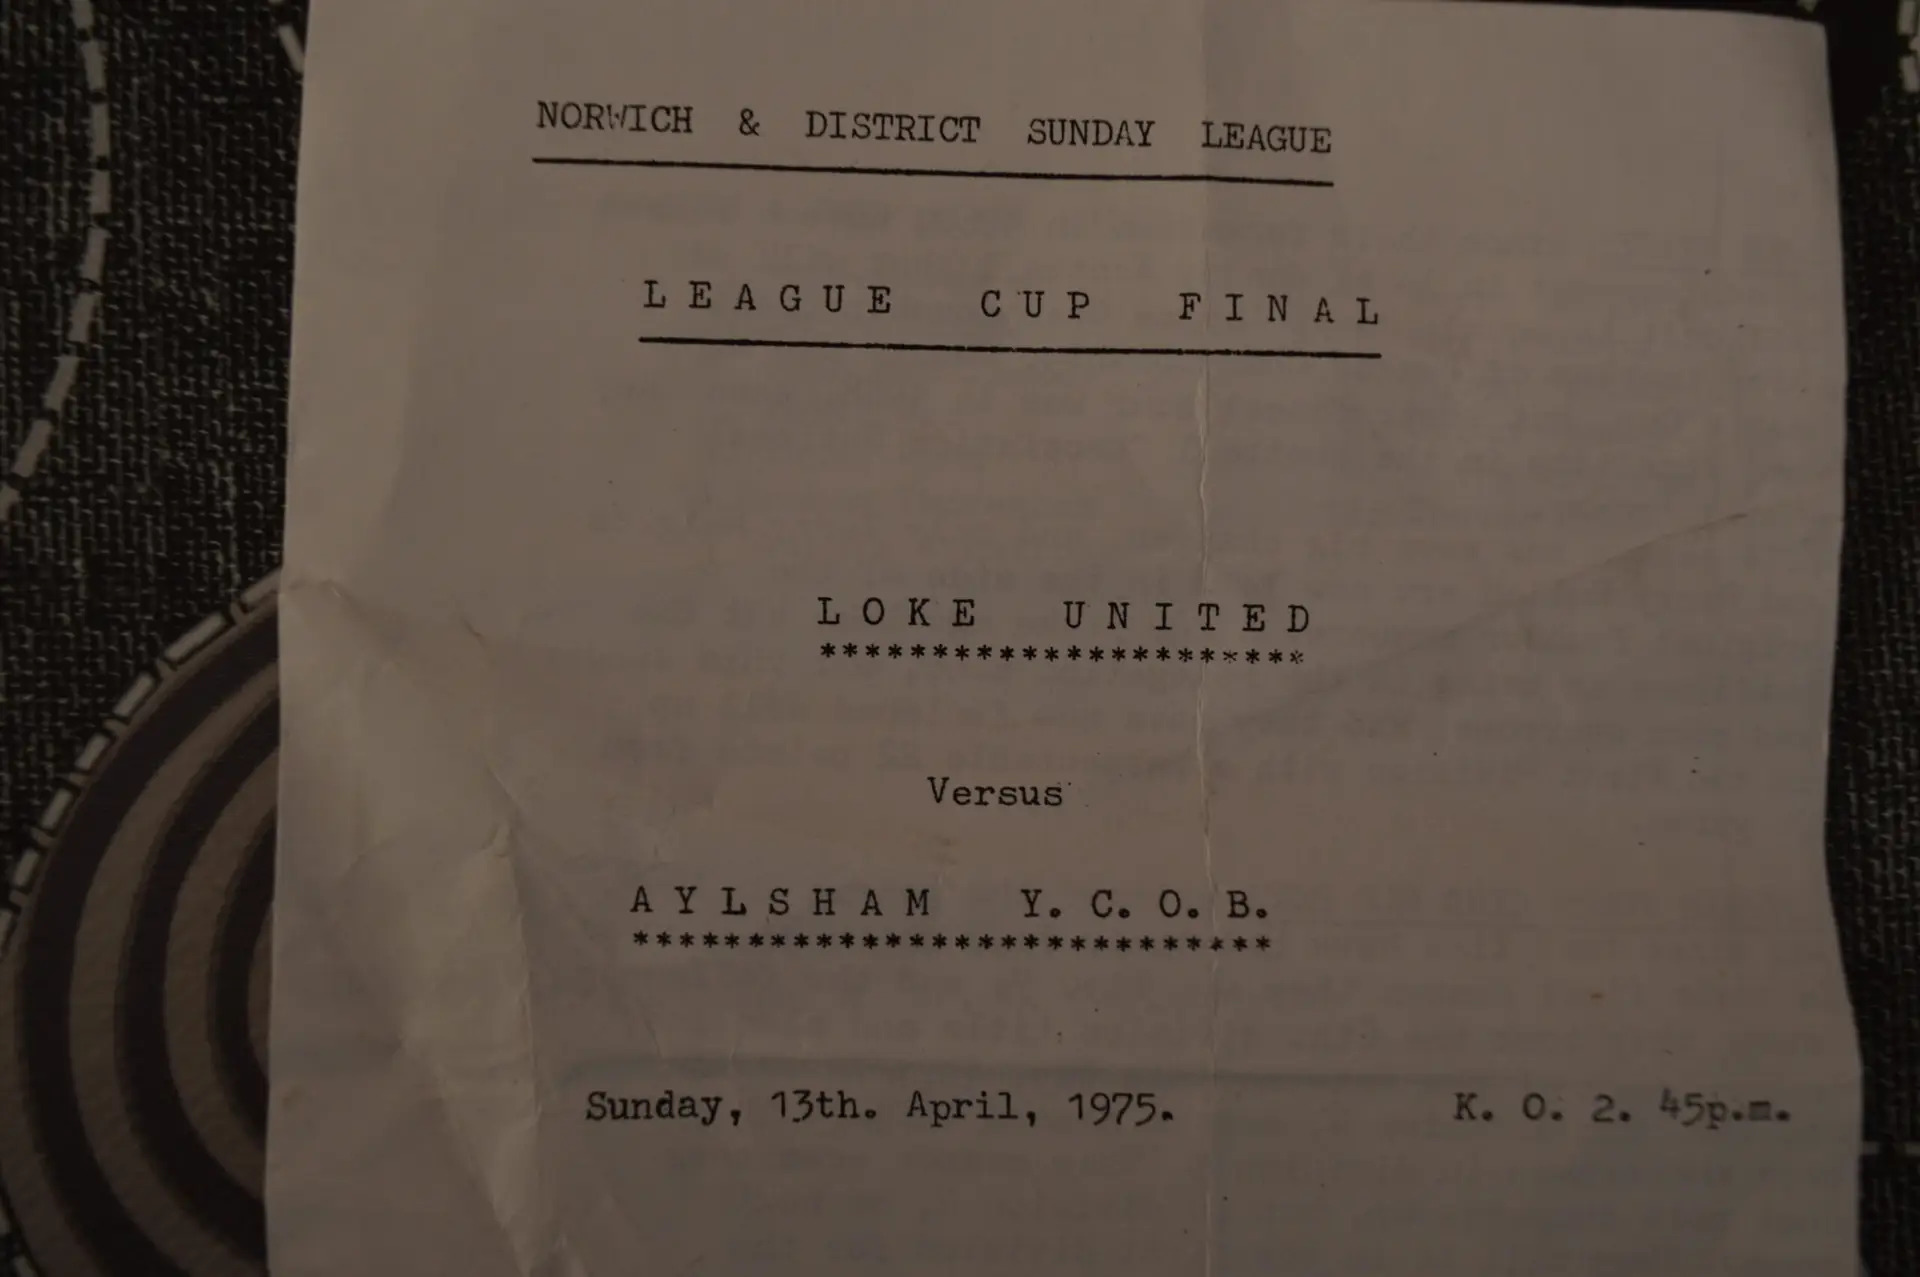 NORWICH & DISTRICT SUNDAY LEAGUE
LEAGUE CUP FINAL
LOKE UNITED
**********************
Versus
AYLSHAM Y. C. O. B.
*****************************
Sunday, 13th. April, 1975. K. O. 2. 45p.m.